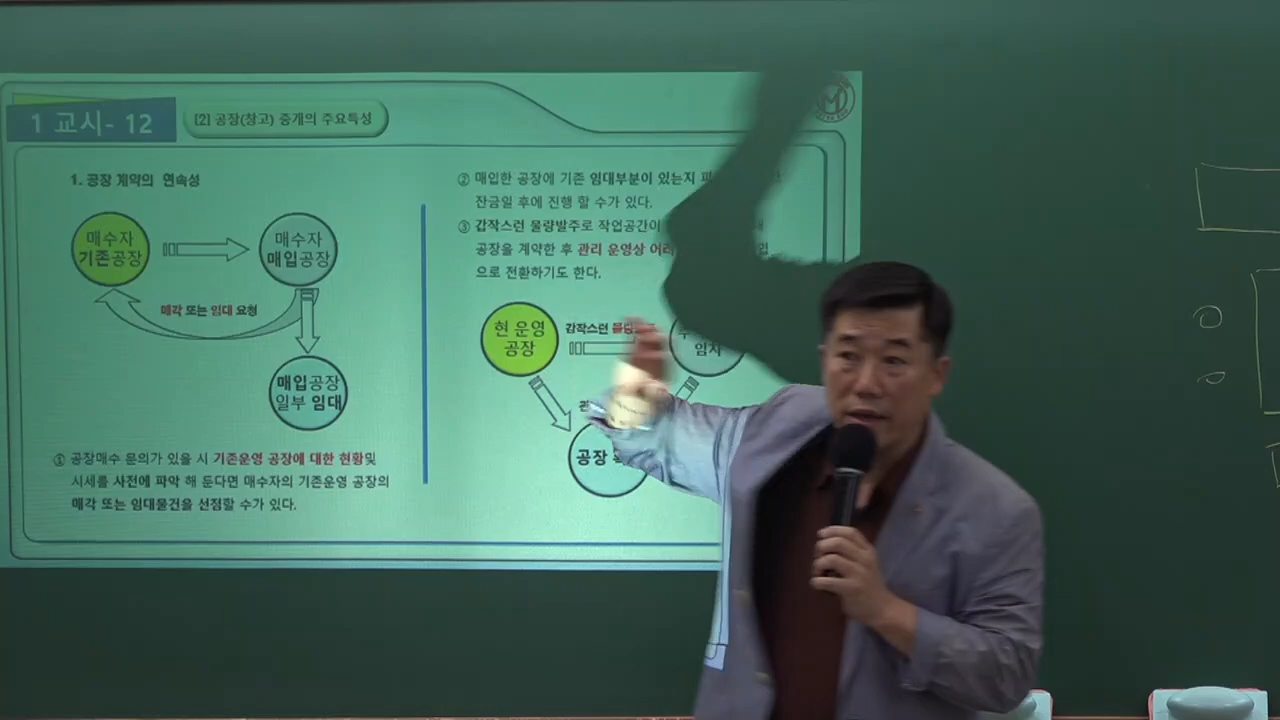 1 교시- 12
[2] 공장(창고) 중개의 주요특성
1. 공장 계약의 연속성
매수자
기존공장
매수자
매입공장
매각 또는 임대 요청
매입공장
일부 임대
① 공장매수 문의가 있을 시 기존운영 공장에 대한 현황및
시세를 사전에 파악 해 둔다면 매수자의 기존운영 공장의
매각 또는 임대물건을 선점할 수가 있다.
② 매입한 공장에 기존 임대부분이 있는지
잔금일 후에 진행 할 수가 있다.
③ 갑작스런 물량발주로 작업공간이
공장을 계약한 후 관리 운영상
으로 전환하기도 한다.
현 운영
공장
갑작스런
임차
공장